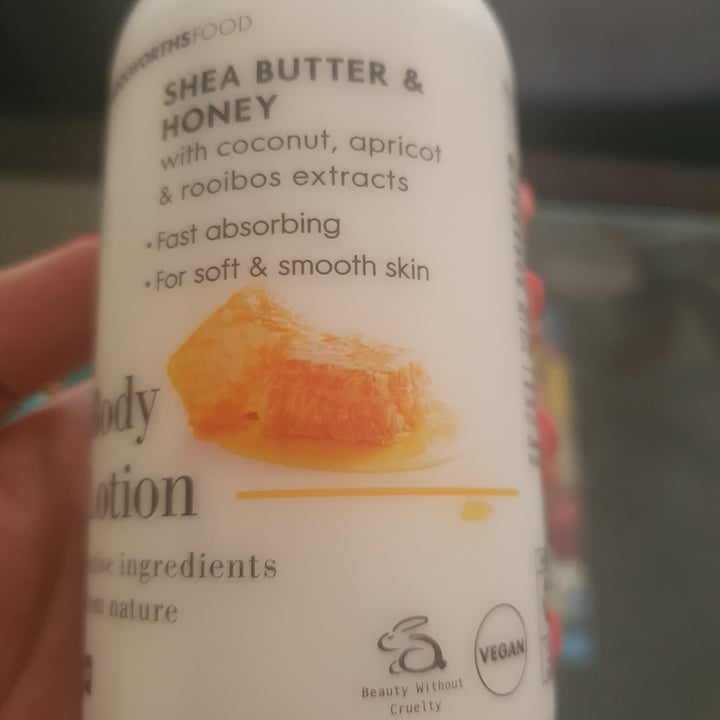 WORTHSFOOD
SHEA BUTTER &
HONEY
with coconut, apricot
& rooibos extracts
• Fast absorbing
• For soft & smooth skin
Body
Lotion
ingredients
nature
Beauty Without
Cruelty
VEGAN